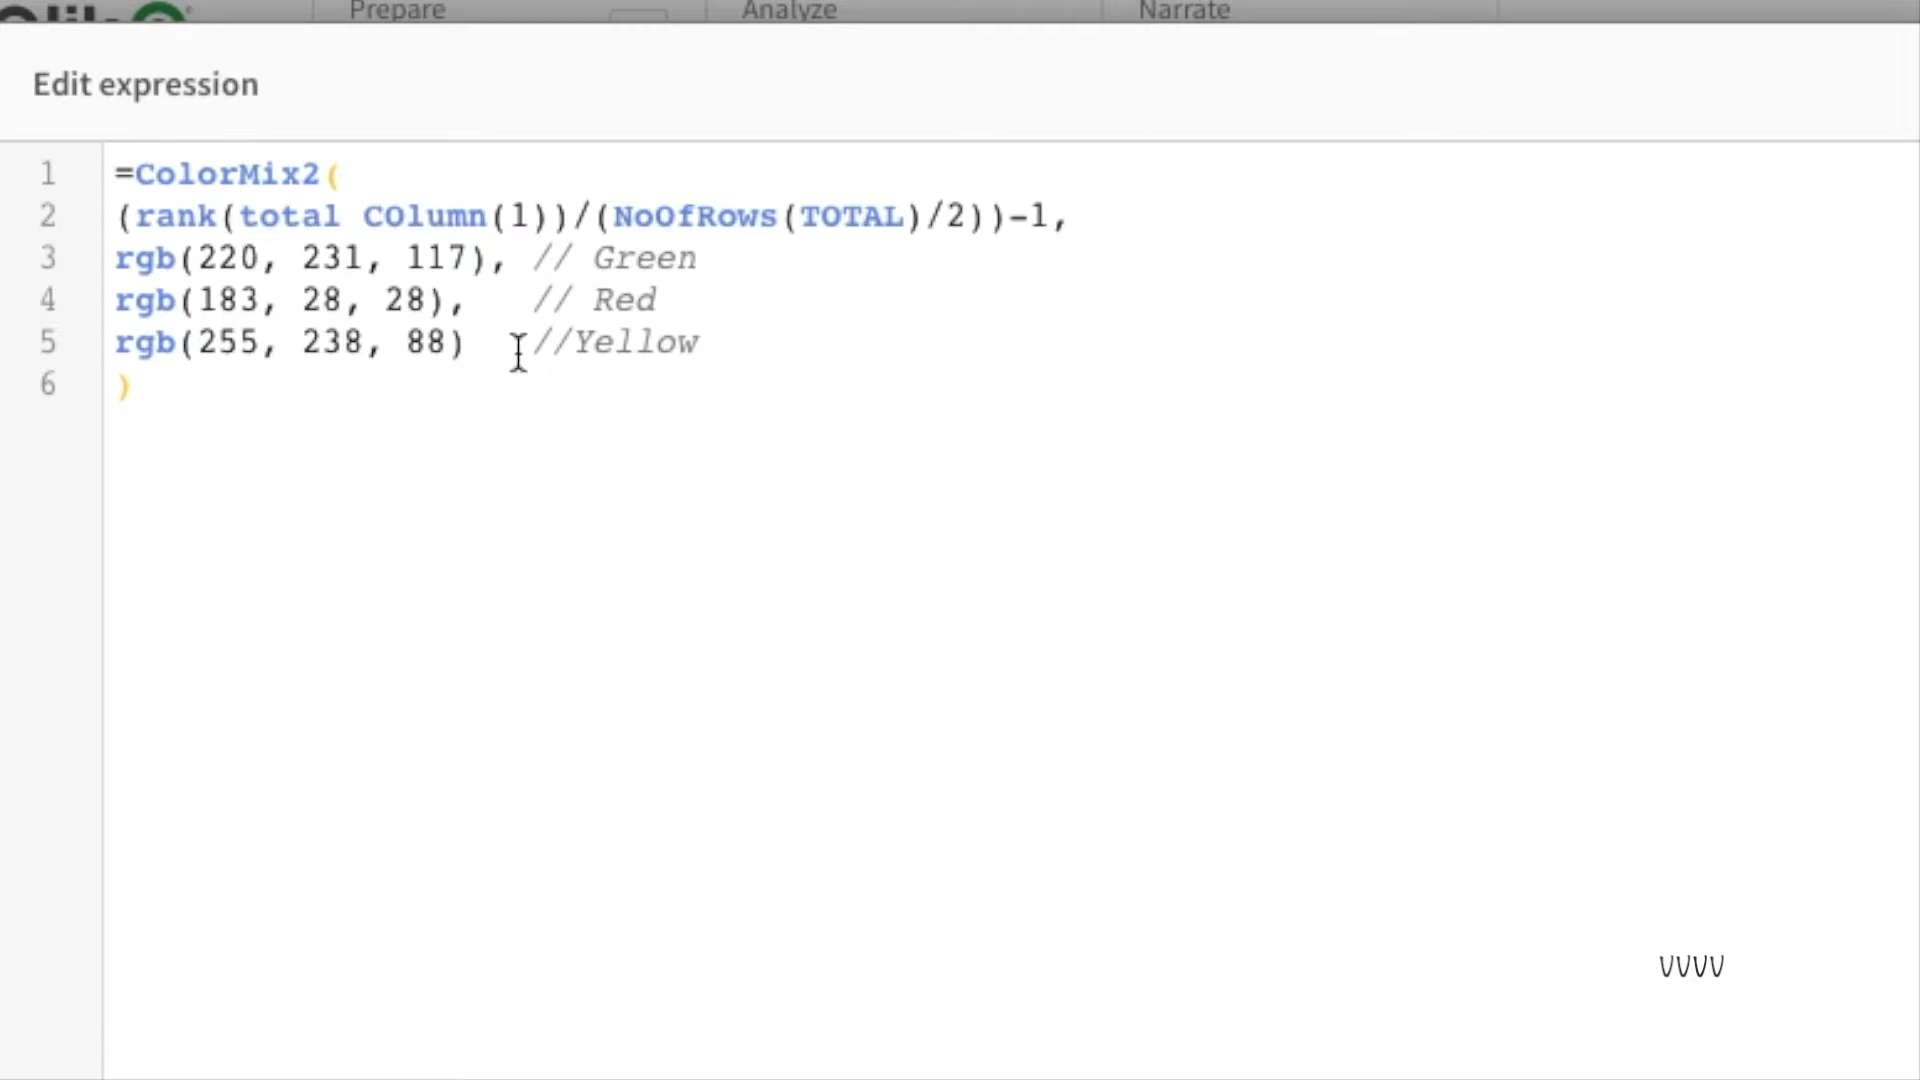 Qlik
Prepare
Analyze
Narrate
Edit expression
1 =ColorMix2(
2 (rank(total COlumn(1))/(NoOfRows(TOTAL)/2))-1,
3 rgb(220, 231, 117), // Green
4 rgb(183, 28, 28), // Red
5 rgb(255, 238, 88) //Yellow
6 )
VVVV